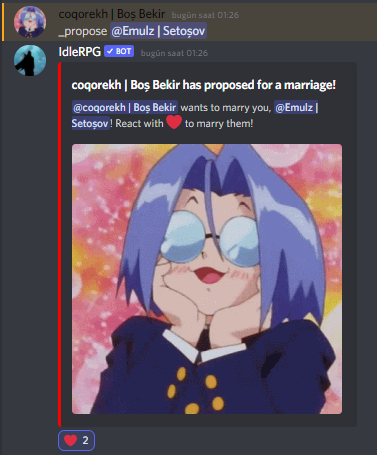 coqorekh | Boş Bekir bugün saat 01:26
_propose @Emulz | Setoşov
IdleRPG ✓ BOT bugün saat 01:26
coqorekh | Boş Bekir has proposed for a marriage!
@coqorekh | Boş Bekir wants to marry you, @Emulz |
Setoşov! React with ❤️ to marry them!
❤️ 2